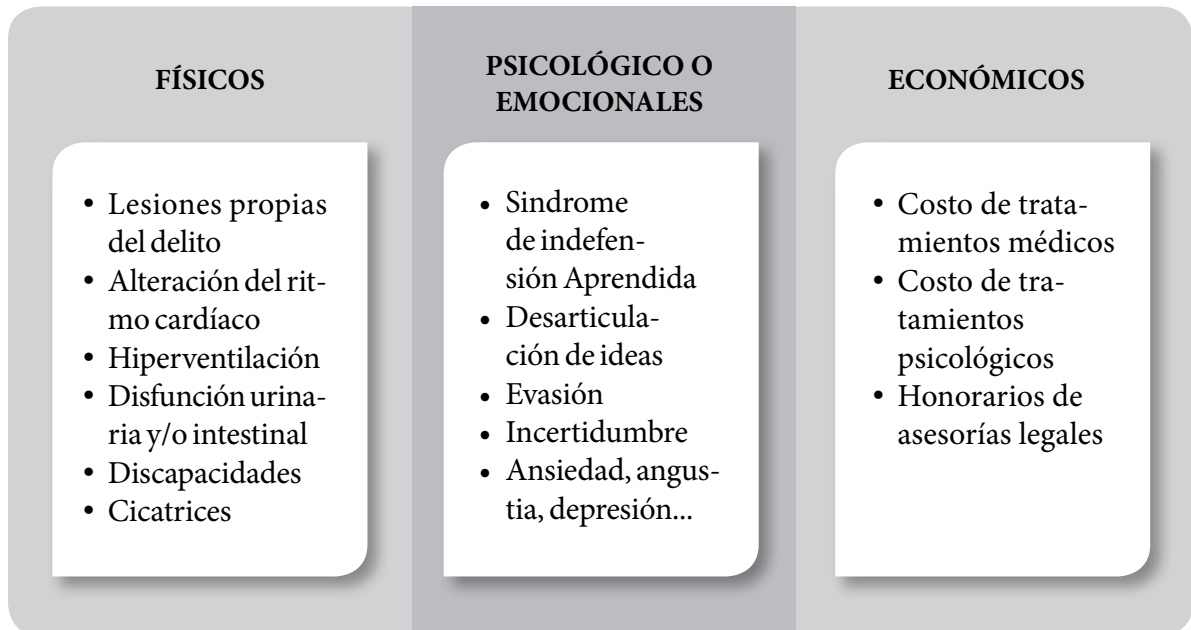 FÍSICOS
• Lesiones propias
del delito
• Alteración del rit-
mo cardíaco
• Hiperventilación
• Disfunción urina-
ria y/o intestinal
• Discapacidades
• Cicatrices
PSICOLÓGICO O
EMOCIONALES
• Sindrome
de indefen-
sión Aprendida
• Desarticula-
ción de ideas
• Evasión
• Incertidumbre
• Ansiedad, angus-
tia, depresión...
ECONÓMICOS
• Costo de trata-
mientos médicos
• Costo de tra-
tamientos
psicológicos
• Honorarios de
asesorías legales